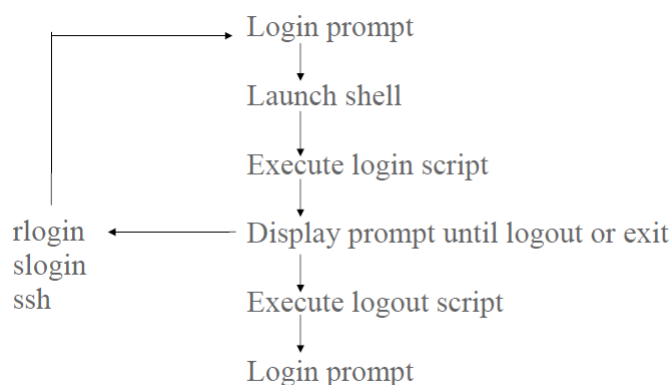 Login prompt
Launch shell
Execute login script
rlogin
Display prompt until logout or exit
slogin
ssh
Execute logout script
Login prompt